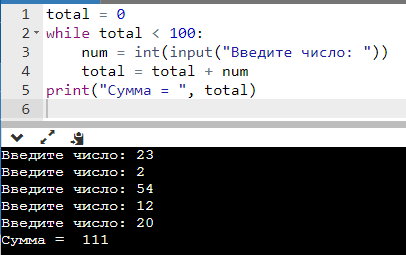 1 total = 0
2 while total < 100:
3     num = int(input("Введите число: "))
4     total = total + num
5 print("Сумма = ", total)
6
Введите число: 23
Введите число: 2
Введите число: 54
Введите число: 12
Введите число: 20
Сумма =  111